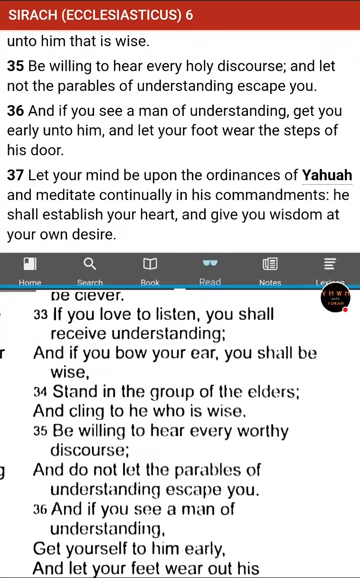 SIRACH (ECCLESIASTICUS) 6
unto him that is wise.
35 Be willing to hear every holy discourse; and let
not the parables of understanding escape you.
36 And if you see a man of understanding, get you
early unto him, and let your foot wear the steps of
his door.
37 Let your mind be upon the ordinances of Yahuah
and meditate continually in his commandments: he
shall establish your heart, and give you wisdom at
your own desire.
Home Search Book Read Notes Lexicon
be clever.
33 If you love to listen, you shall
receive understanding;
And if you bow your ear, you shall be
wise,
34 Stand in the group of the elders;
And cling to he who is wise.
35 Be willing to hear every worthy
discourse;
And do not let the parables of
understanding escape you.
36 And if you see a man of
understanding,
Get yourself to him early,
And let your feet wear out his